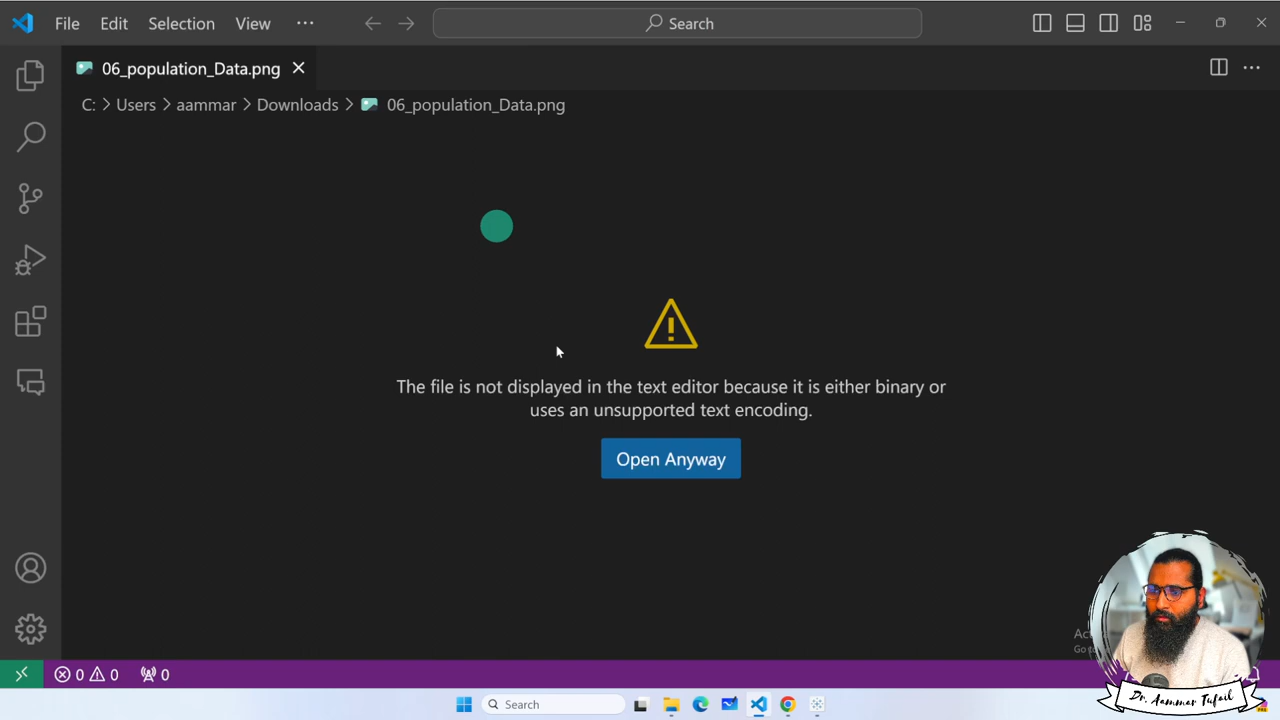 File Edit Selection View ··· Search
06_population_Data.png
C: > Users > aammar > Downloads > 06_population_Data.png
The file is not displayed in the text editor because it is either binary or
uses an unsupported text encoding.
Open Anyway
Go to
0 0 0
Dr. Aammar Tufail
Search